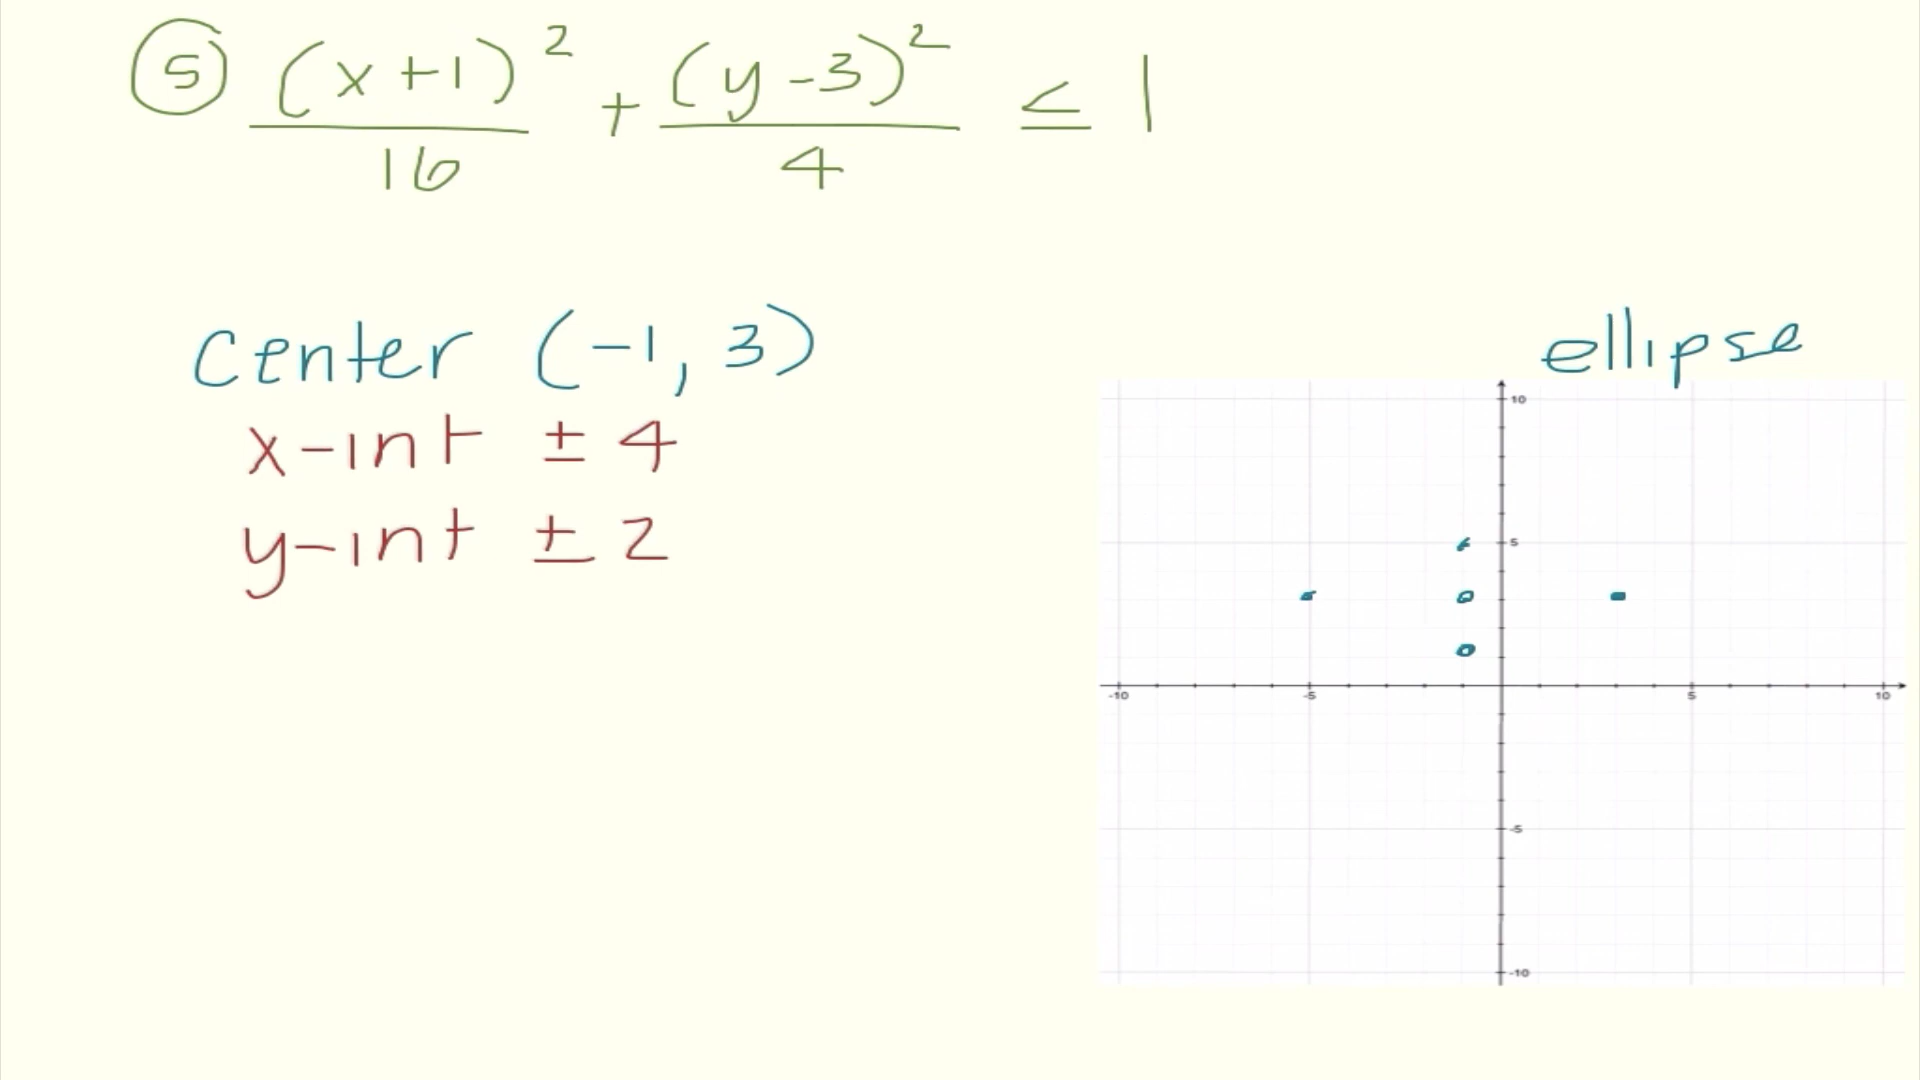 ⑤ (x+1)²/16 + (y-3)²/4 ≤ 1
center (-1, 3)
ellipse
x-int ± 4
y-int ± 2
10
5
-10 -5 5 10
-5
-10